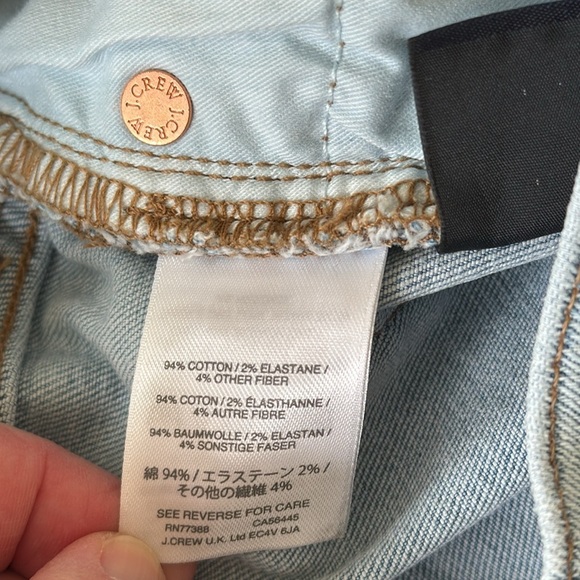 J.CREW J.CREW
94% COTTON / 2% ELASTANE /
4% OTHER FIBER
94% COTON / 2% ÉLASTHANNE /
4% AUTRE FIBRE
94% BAUMWOLLE / 2% ELASTAN /
4% SONSTIGE FASER
綿 94% / エラステーン 2% /
その他の繊維 4%
SEE REVERSE FOR CARE
RN77388 CA56445
J.CREW U.K. Ltd EC4V 6JA